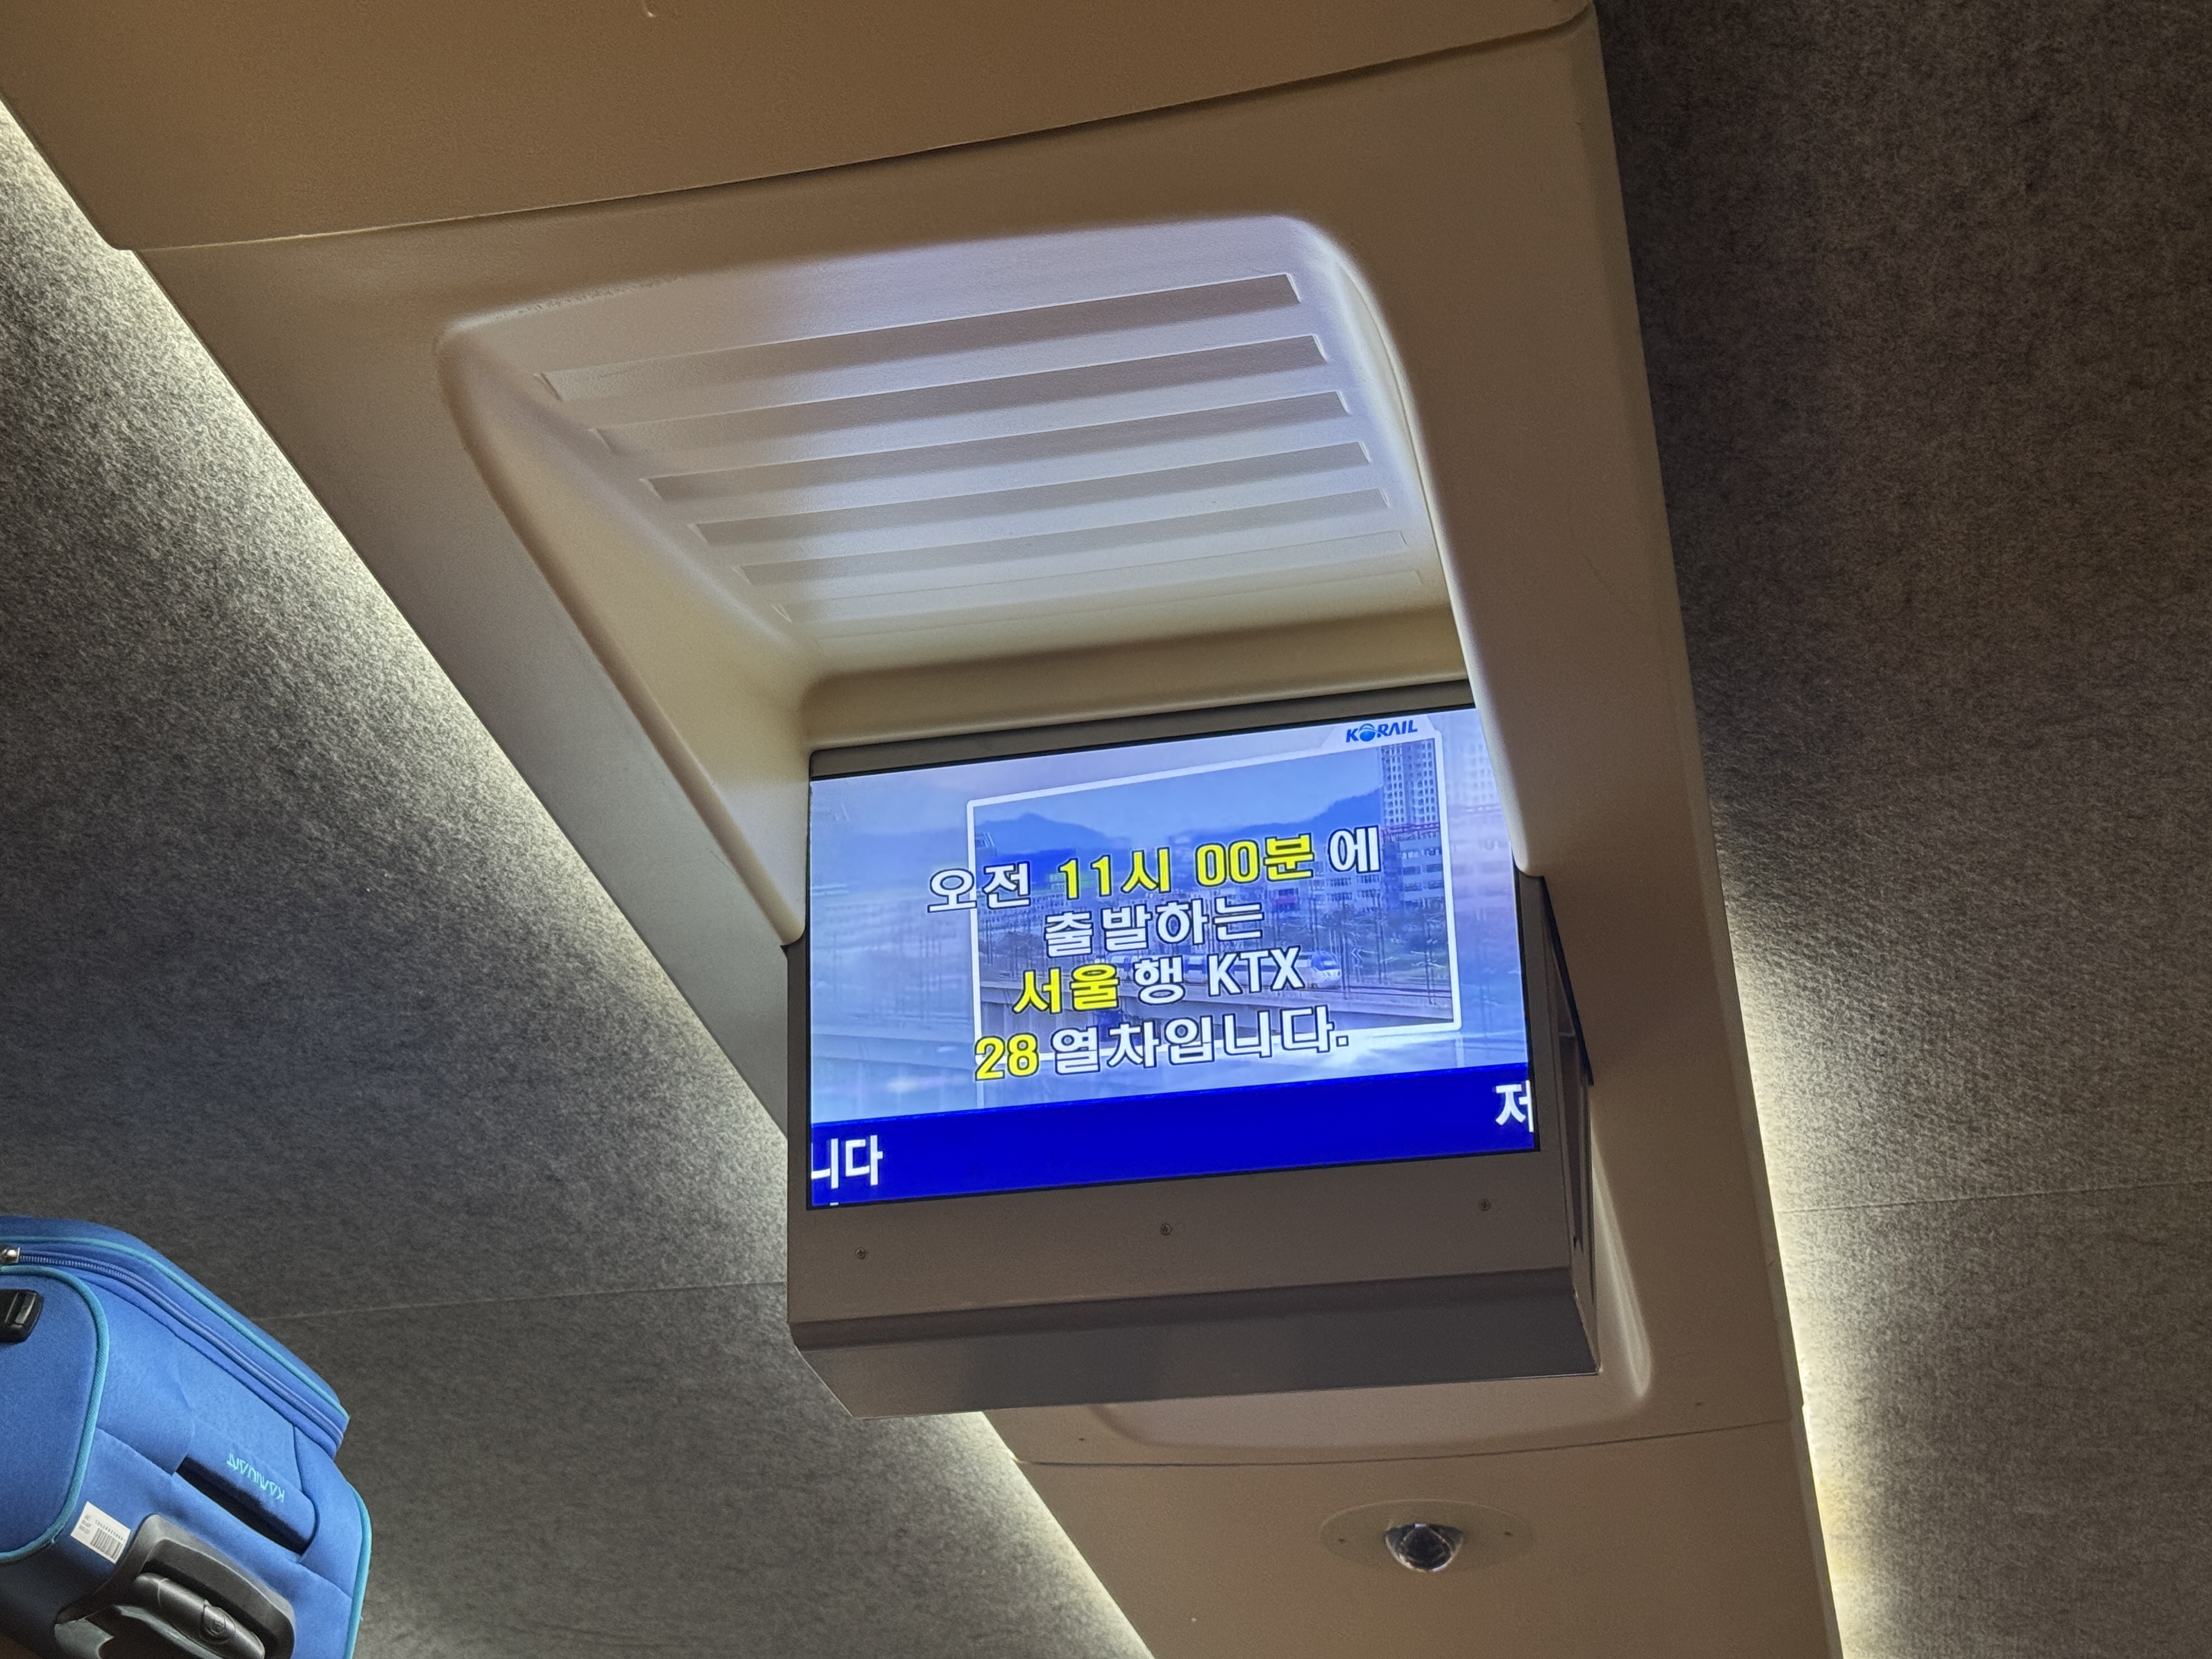 KORAIL
오전 11시 00분 에
출발하는
서울 행 KTX
28 열차입니다.
니다
저
KAMILIANT